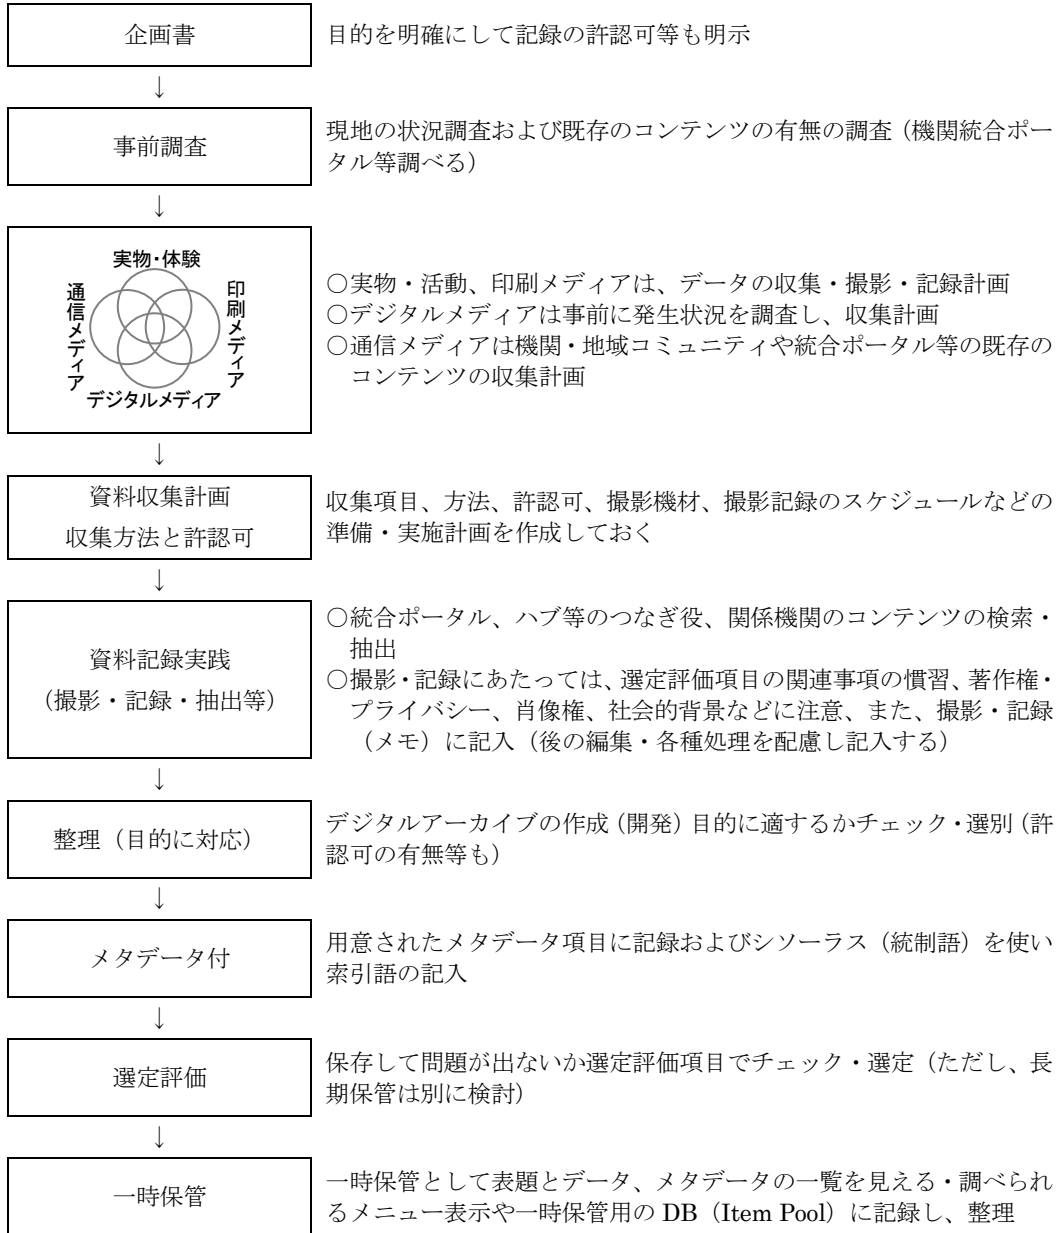 企画書
目的を明確にして記録の許認可等も明示
↓
事前調査
現地の状況調査および既存のコンテンツの有無の調査（機関統合ポー
タル等調べる）
↓
実物・体験
通信メディア
印刷メディア
デジタルメディア
○実物・活動、印刷メディアは、データの収集・撮影・記録計画
○デジタルメディアは事前に発生状況を調査し、収集計画
○通信メディアは機関・地域コミュニティや統合ポータル等の既存の
コンテンツの収集計画
↓
資料収集計画
収集方法と許認可
収集項目、方法、許認可、撮影機材、撮影記録のスケジュールなどの
準備・実施計画を作成しておく
↓
資料記録実践
（撮影・記録・抽出等）
○統合ポータル、ハブ等のつなぎ役、関係機関のコンテンツの検索・
抽出
○撮影・記録にあたっては、選定評価項目の関連事項の慣習、著作権・
プライバシー、肖像権、社会的背景などに注意、また、撮影・記録
（メモ）に記入（後の編集・各種処理を配慮し記入する）
↓
整理（目的に対応）
デジタルアーカイブの作成（開発）目的に適するかチェック・選別（許
認可の有無等も）
↓
メタデータ付
用意されたメタデータ項目に記録およびシソーラス（統制語）を使い
索引語の記入
↓
選定評価
保存して問題が出ないか選定評価項目でチェック・選定（ただし、長
期保管は別に検討）
↓
一時保管
一時保管として表題とデータ、メタデータの一覧を見える・調べられ
るメニュー表示や一時保管用の DB（Item Pool）に記録し、整理